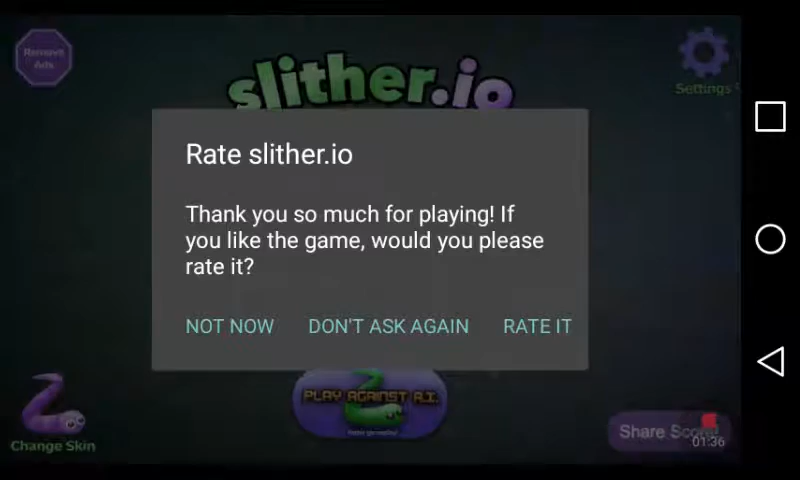 Remove
Ads
slither.io
Settings
Rate slither.io
Thank you so much for playing! If
you like the game, would you please
rate it?
NOT NOW DON'T ASK AGAIN RATE IT
PLAY AGAINST A.I.
Change Skin
Share Score
01:36